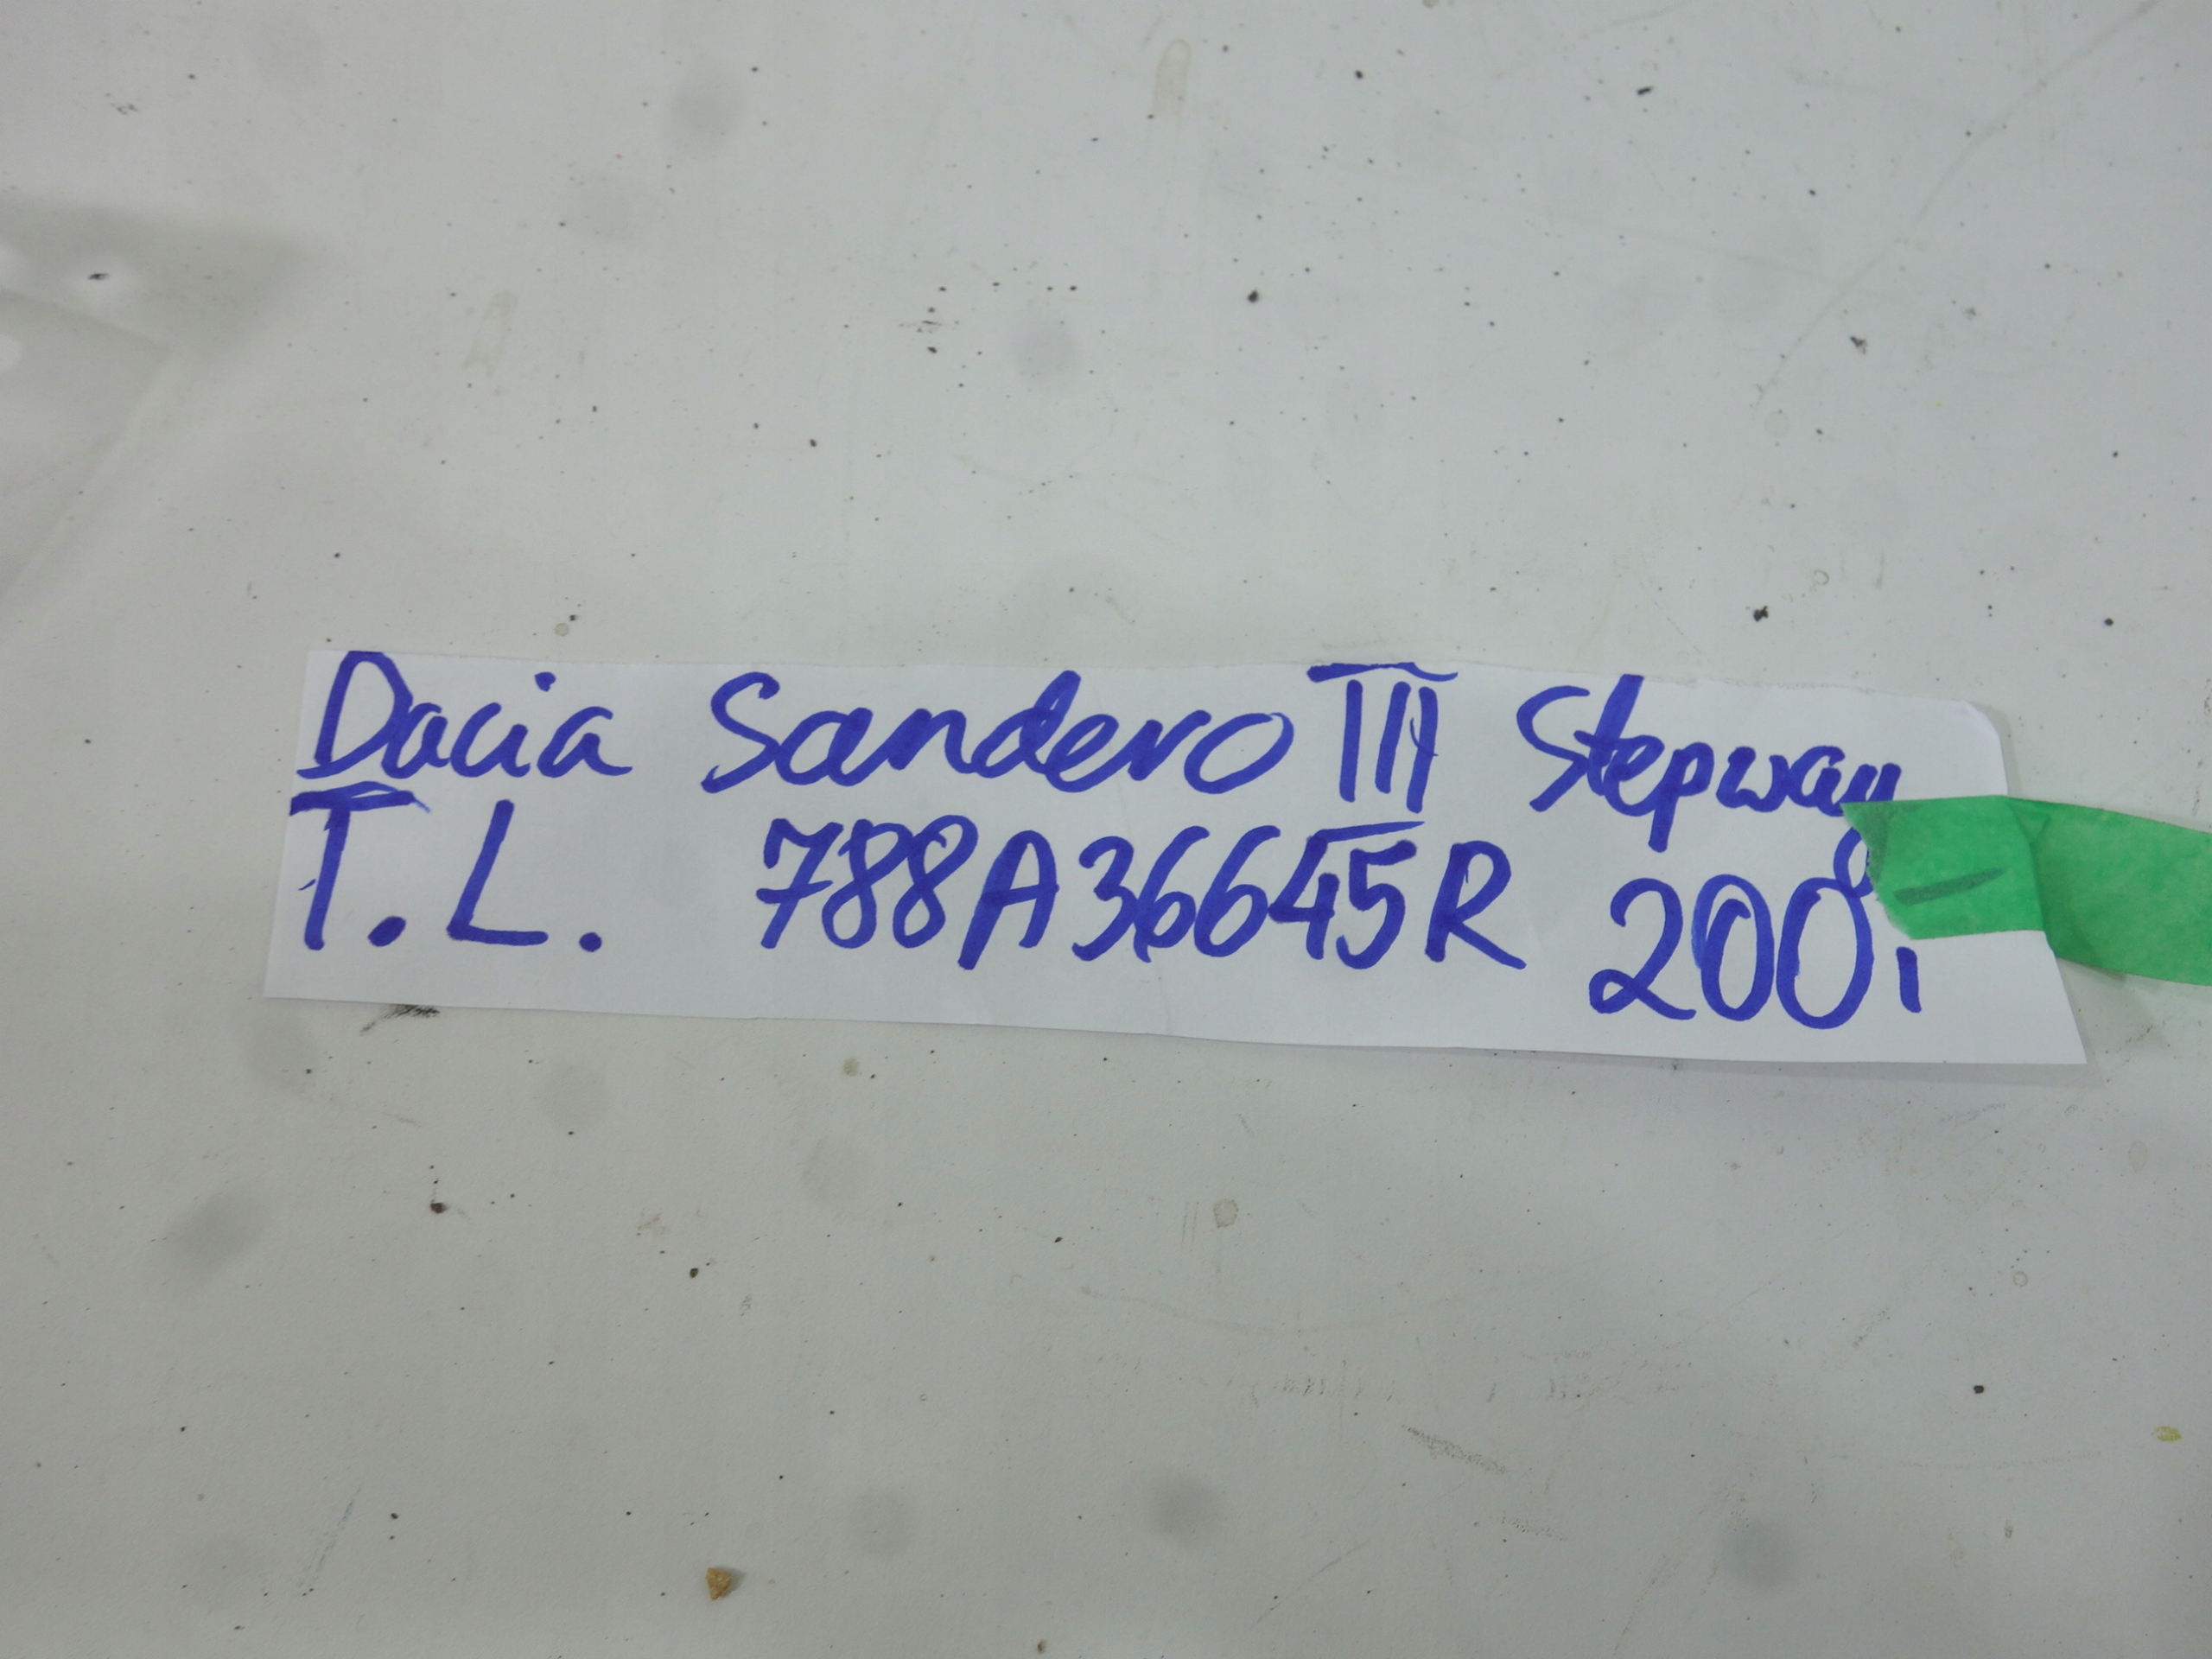 Dacia Sandero III Stepway
T.L. 788A36645R 200